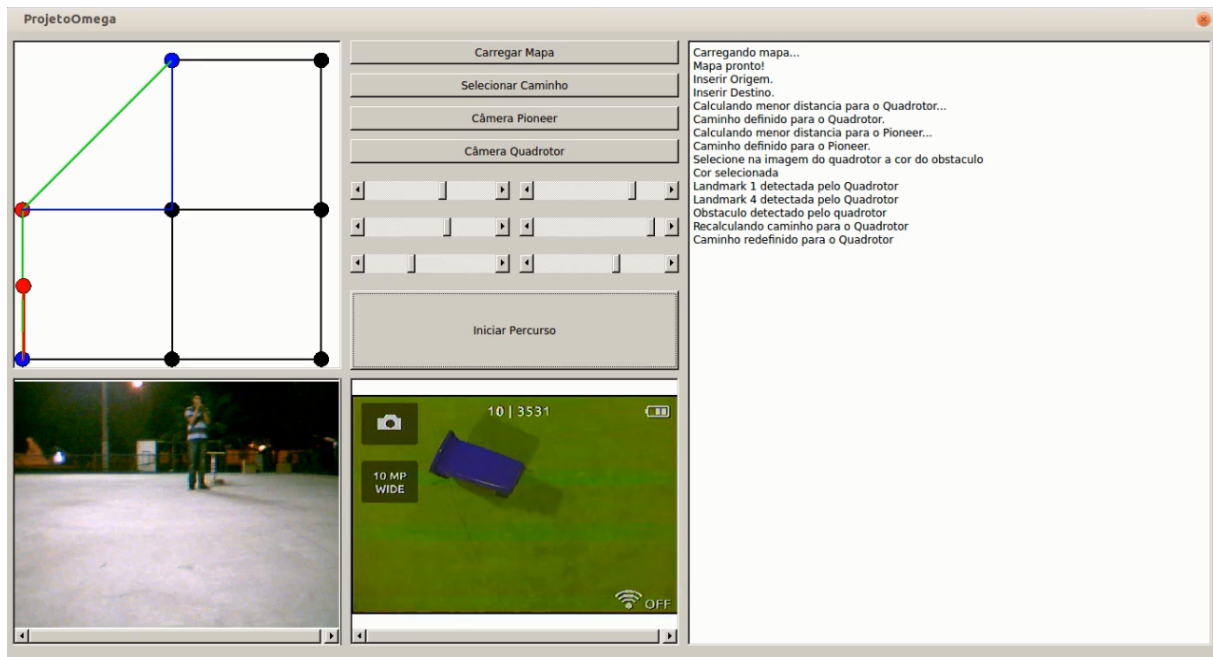 ProjetoOmega
Carregar Mapa
Selecionar Caminho
Câmera Pioneer
Câmera Quadrotor
Iniciar Percurso
10 | 3531
10 MP
WIDE
OFF
Carregando mapa...
Mapa pronto!
Inserir Origem.
Inserir Destino.
Calculando menor distancia para o Quadrotor...
Caminho definido para o Quadrotor.
Calculando menor distancia para o Pioneer...
Caminho definido para o Pioneer.
Selecione na imagem do quadrotor a cor do obstaculo
Cor selecionada
Landmark 1 detectada pelo Quadrotor
Landmark 4 detectada pelo Quadrotor
Obstaculo detectado pelo quadrotor
Recalculando caminho para o Quadrotor
Caminho redefinido para o Quadrotor